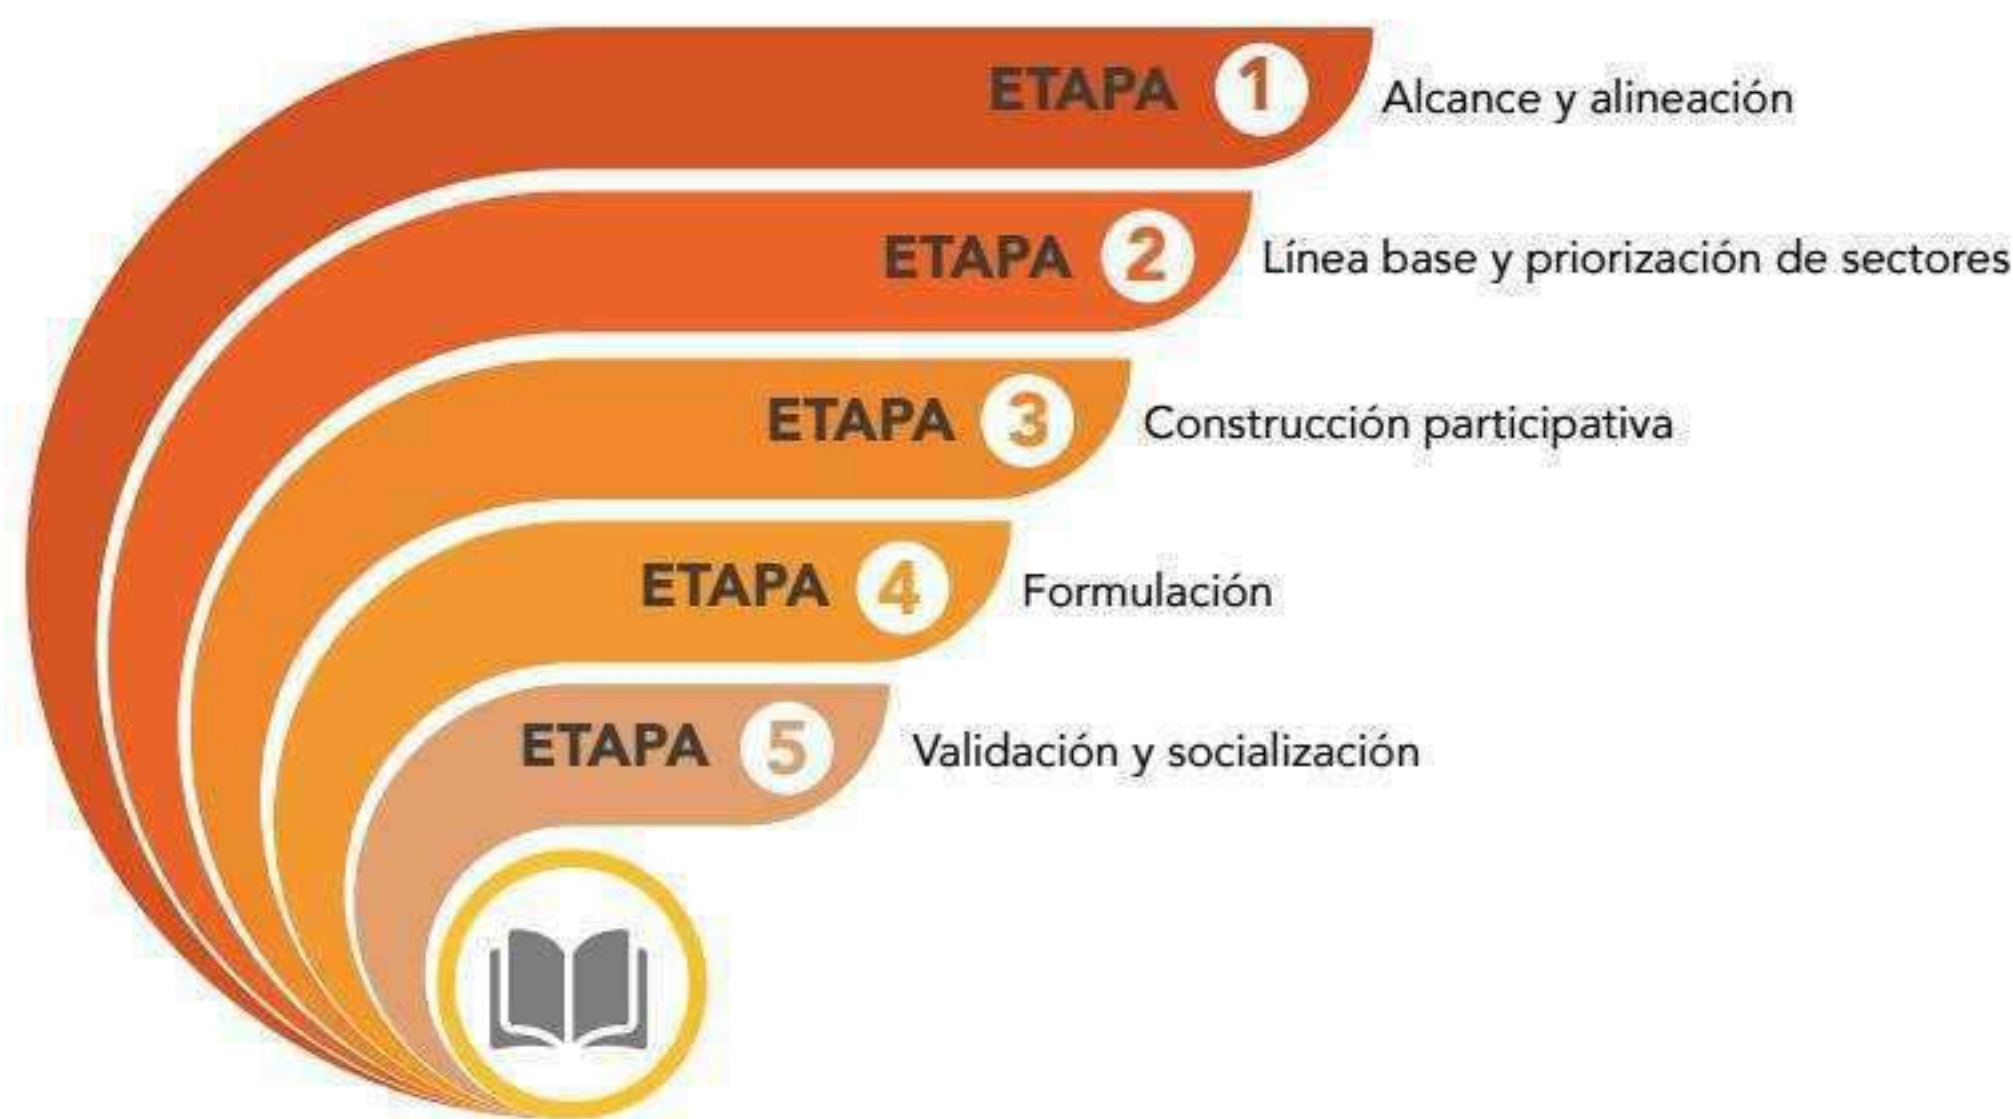 ETAPA 1 Alcance y alineación
ETAPA 2 Línea base y priorización de sectores
ETAPA 3 Construcción participativa
ETAPA 4 Formulación
ETAPA 5 Validación y socialización